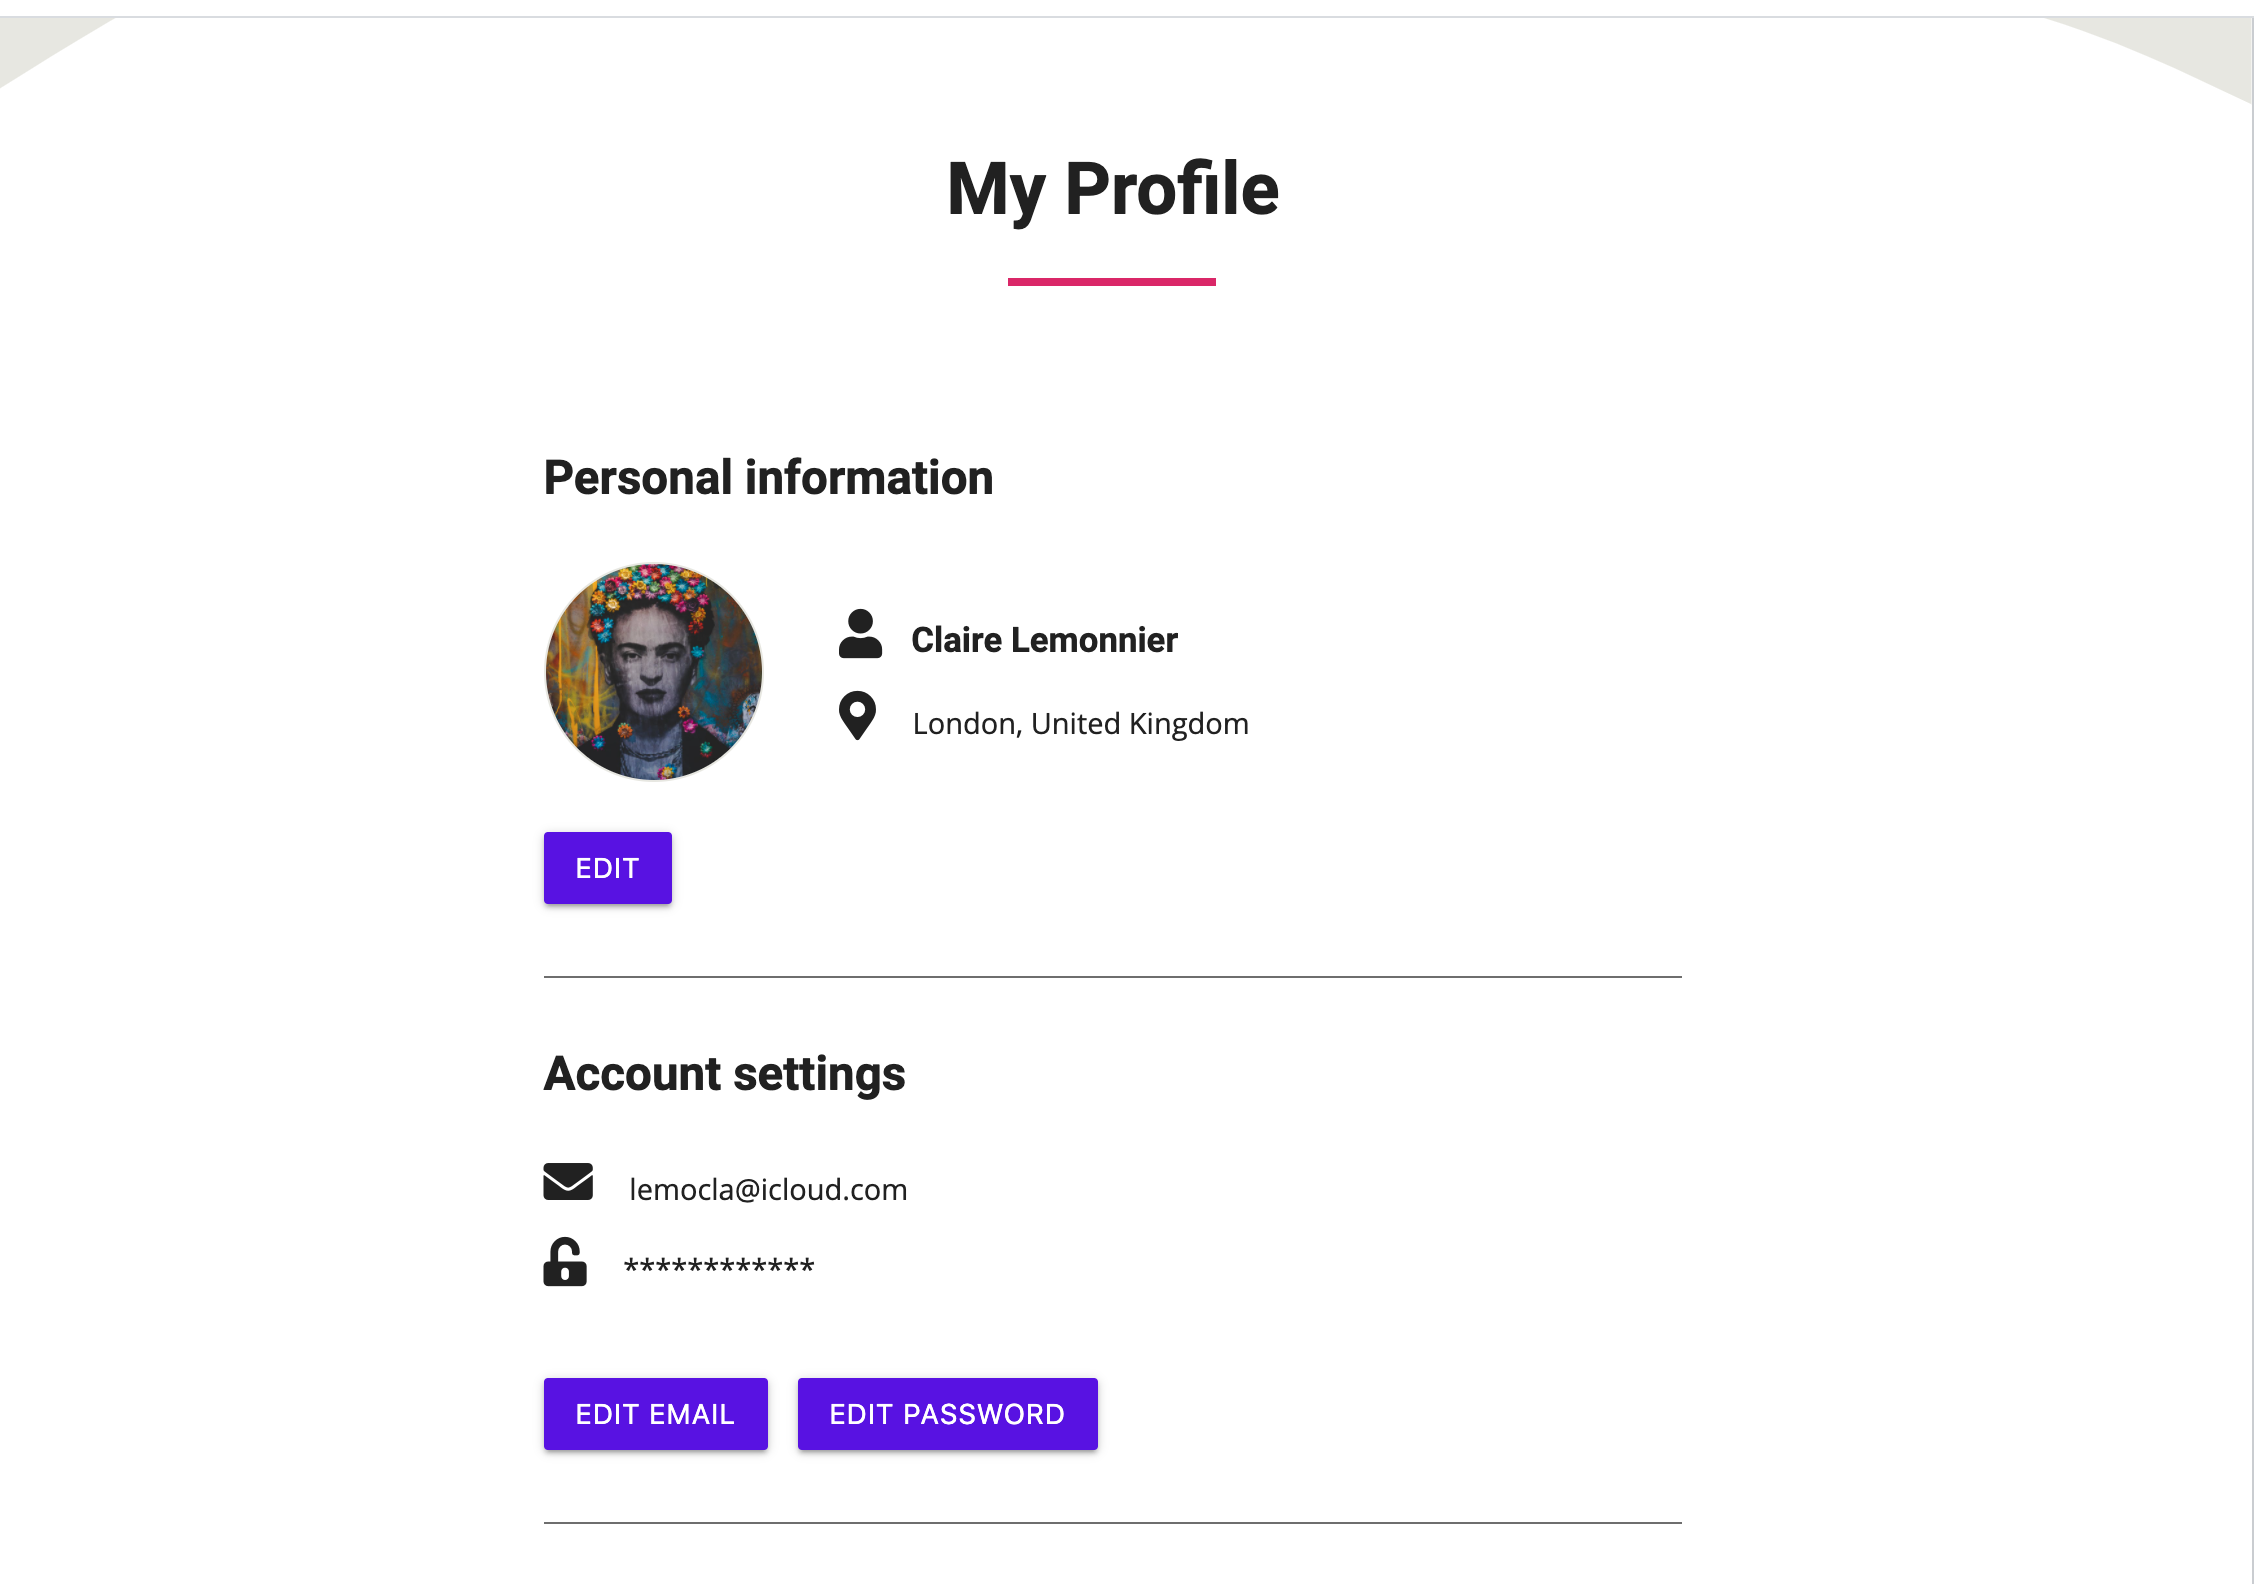 My Profile
Personal information
Claire Lemonnier
London, United Kingdom
EDIT
Account settings
lemocla@icloud.com
************
EDIT EMAIL
EDIT PASSWORD